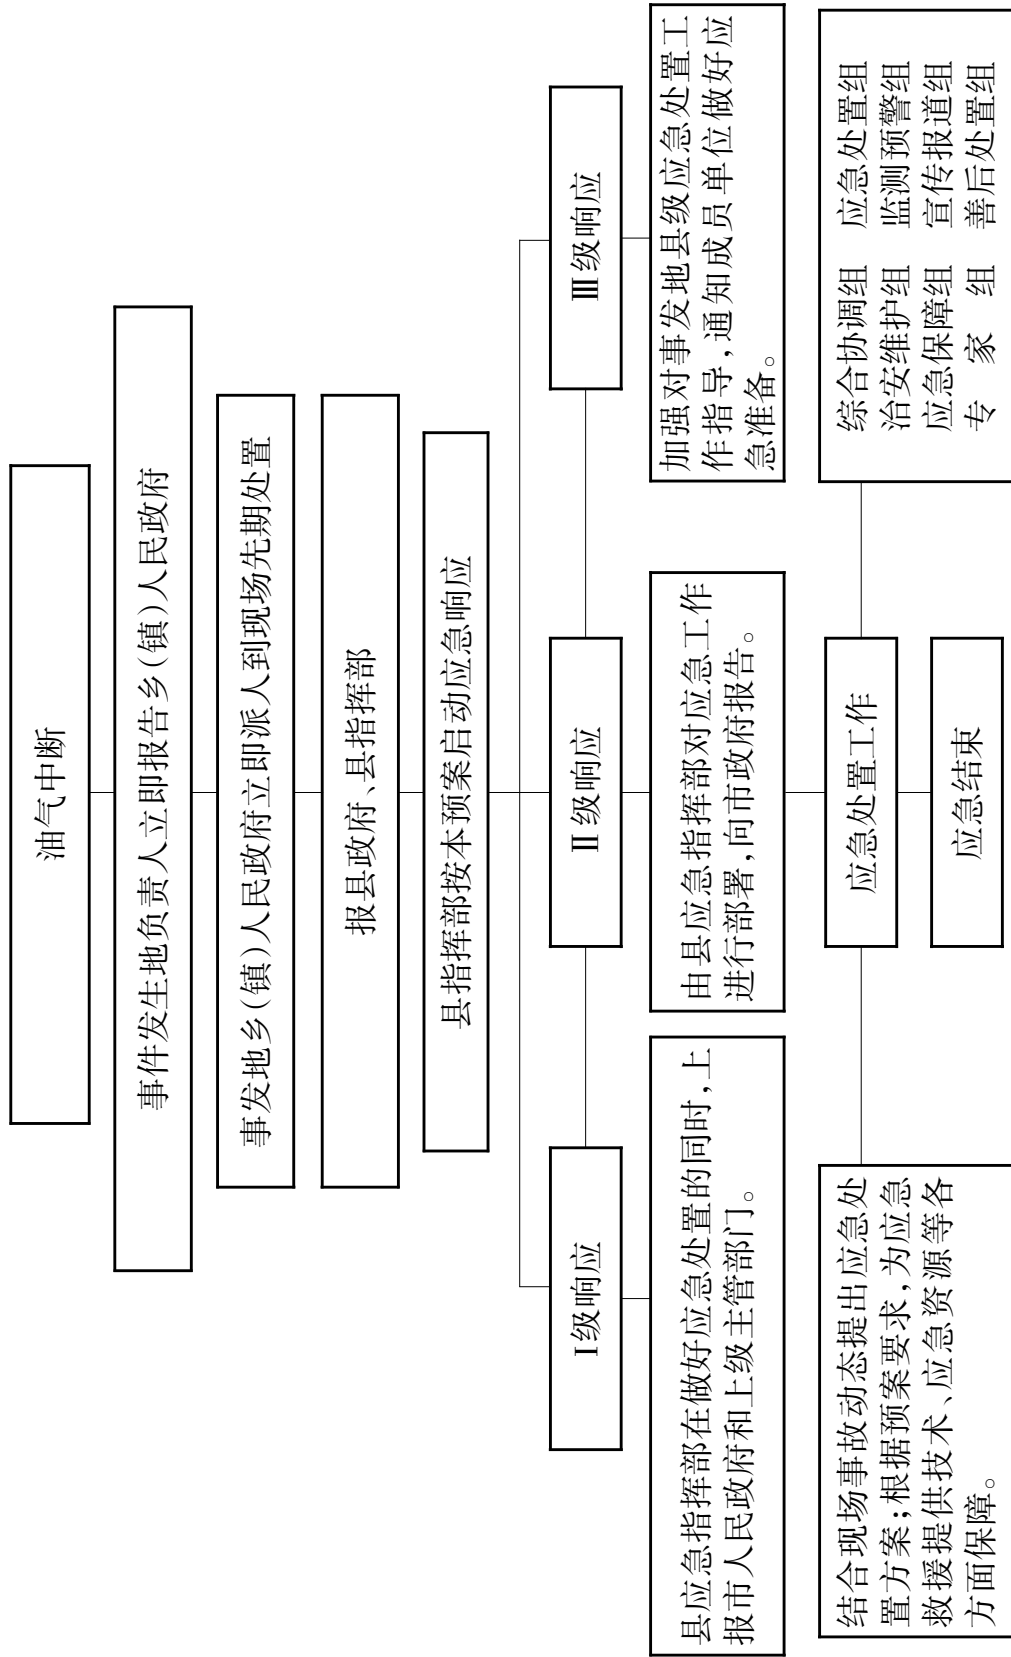 油气中断
事件发生地负责人立即报告乡(镇)人民政府
事发地乡(镇)人民政府立即派人到现场先期处置
报县政府、县指挥部
县指挥部按本预案启动应急响应
Ⅰ级响应
Ⅱ级响应
Ⅲ级响应
县应急指挥部在做好应急处置的同时,上
报市人民政府和上级主管部门。
由县应急指挥部对应急工作
进行部署,向市政府报告。
加强对事发地县级应急处置工
作指导,通知成员单位做好应
急准备。
结合现场事故动态提出应急处
置方案;根据预案要求,为应急
救援提供技术、应急资源等各
方面保障。
应急处置工作
综合协调组 应急处置组
治安维护组 监测预警组
应急保障组 宣传报道组
专家组 善后处置组
应急结束